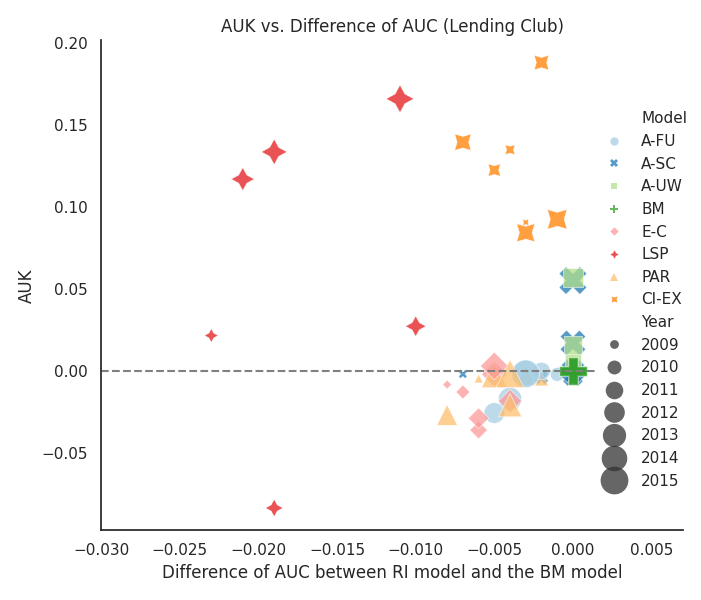 AUK vs. Difference of AUC (Lending Club)
0.20
0.15
0.10
0.05
0.00
−0.05
AUK
−0.030
−0.025
−0.020
−0.015
−0.010
−0.005
0.000
0.005
Difference of AUC between RI model and the BM model
Model
A-FU
A-SC
A-UW
BM
E-C
LSP
PAR
CI-EX
Year
2009
2010
2011
2012
2013
2014
2015